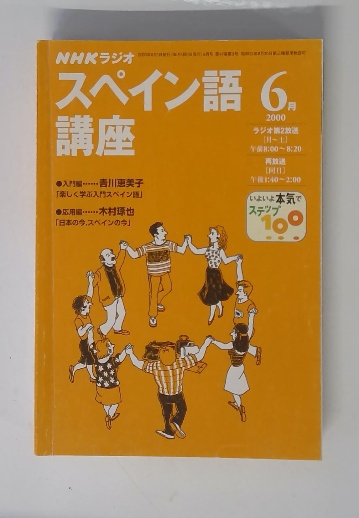 NHKラジオ
スペイン語
講座
6月
2000
ラジオ第2放送
[月〜土]
午前8:00〜8:20
再放送
[同日]
午後1:40〜2:00
いよいよ本気で
ステップ
100
●入門編……吉川恵美子
「楽しく学ぶ入門スペイン語」
●応用編……木村琢也
「日本の今、スペインの今」